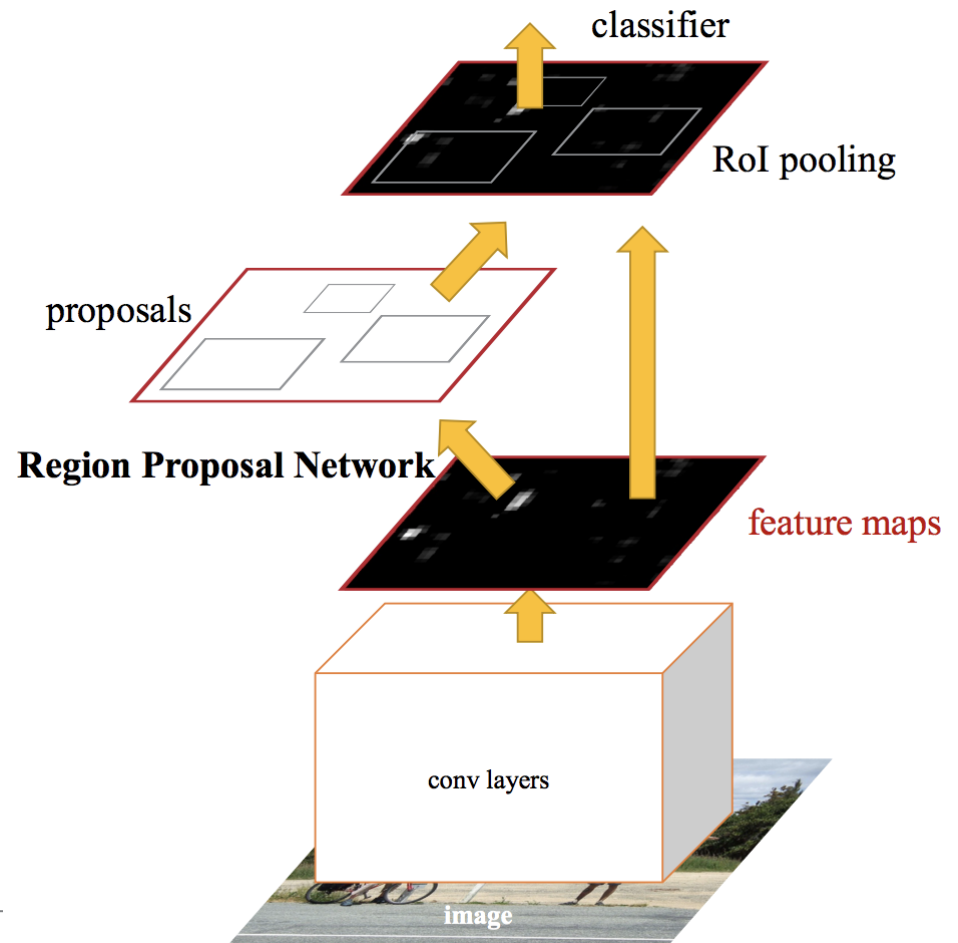 classifier
RoI pooling
proposals
Region Proposal Network
feature maps
conv layers
image